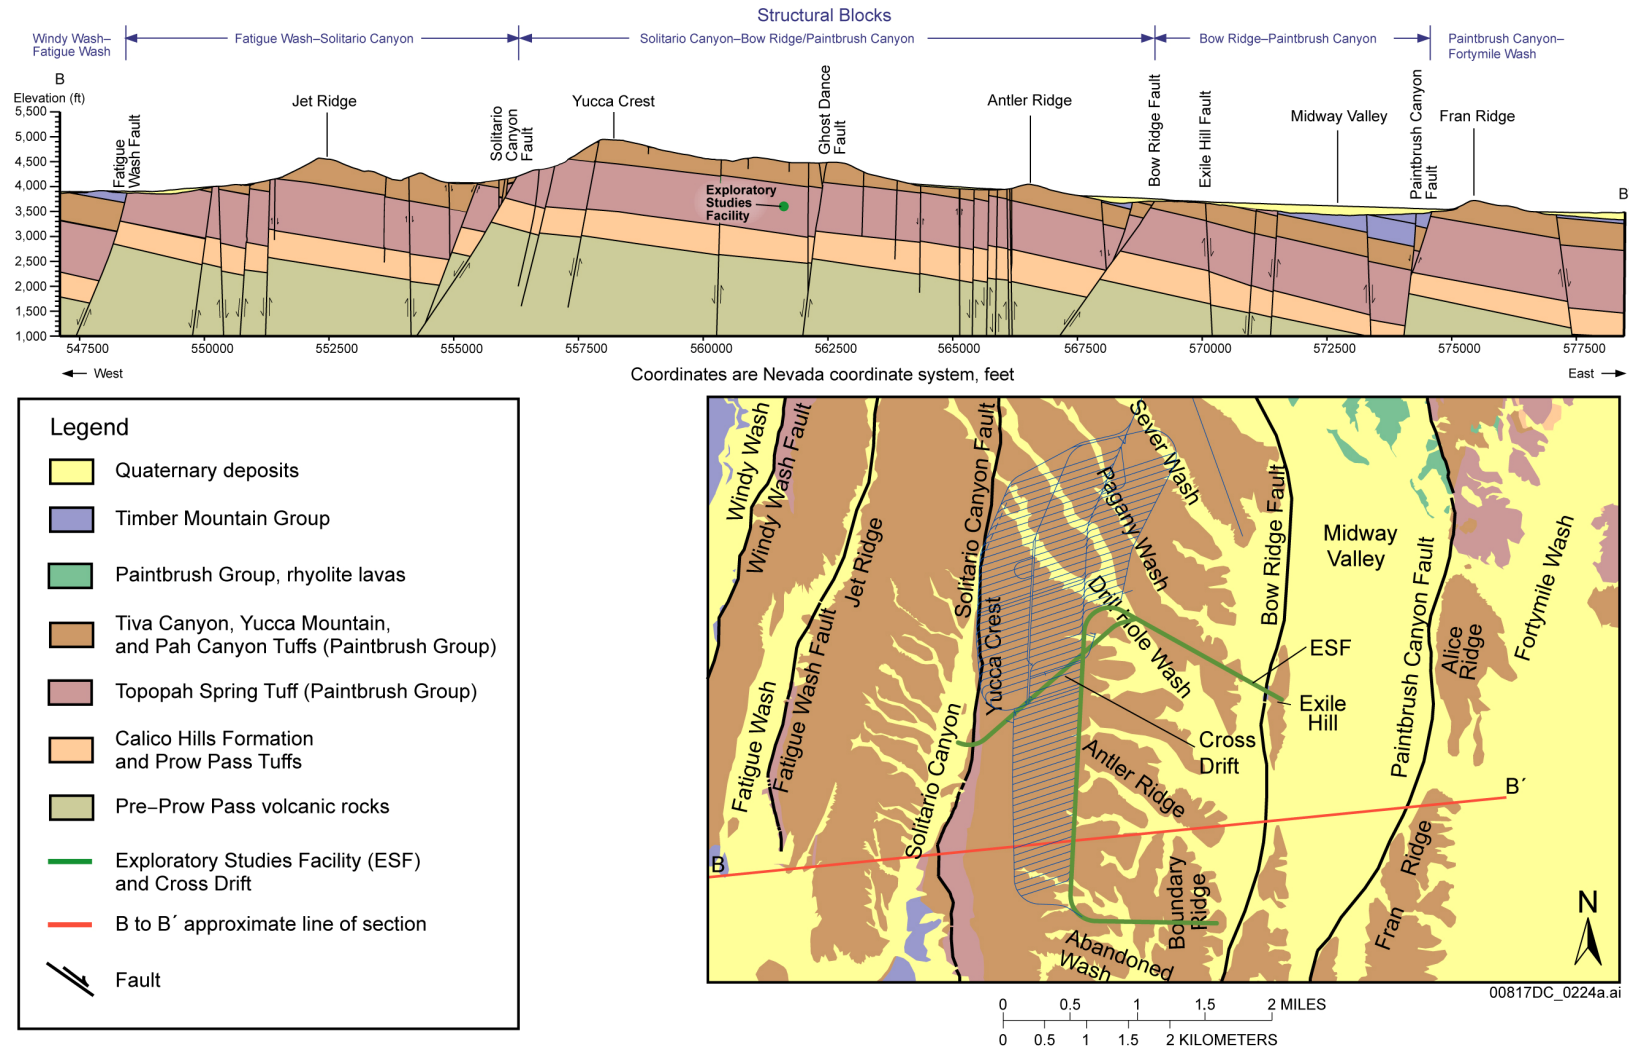 Structural Blocks
Windy Wash–
Fatigue Wash
Fatigue Wash–Solitario Canyon
Solitario Canyon–Bow Ridge/Paintbrush Canyon
Bow Ridge–Paintbrush Canyon
Paintbrush Canyon–
Fortymile Wash
B
Elevation (ft)
5,500
5,000
4,500
4,000
3,500
3,000
2,500
2,000
1,500
1,000
Fatigue
Wash Fault
Jet Ridge
Solitario
Canyon
Fault
Yucca Crest
Ghost Dance
Fault
Antler Ridge
Bow Ridge Fault
Exile Hill Fault
Midway Valley
Paintbrush Canyon
Fault
Fran Ridge
B
Exploratory
Studies
Facility
547500
550000
552500
555000
557500
560000
562500
565000
567500
570000
572500
575000
577500
West
Coordinates are Nevada coordinate system, feet
East
Legend
Quaternary deposits
Timber Mountain Group
Paintbrush Group, rhyolite lavas
Tiva Canyon, Yucca Mountain,
and Pah Canyon Tuffs (Paintbrush Group)
Topopah Spring Tuff (Paintbrush Group)
Calico Hills Formation
and Prow Pass Tuffs
Pre–Prow Pass volcanic rocks
Exploratory Studies Facility (ESF)
and Cross Drift
B to B´ approximate line of section
Fault
Windy Wash
Windy Wash Fault
Jet Ridge
Fatigue Wash
Fatigue Wash Fault
Solitario Canyon Fault
Yucca Crest
Solitario Canyon
Sever Wash
Pagany Wash
Drill Hole Wash
Bow Ridge Fault
Midway
Valley
Paintbrush Canyon Fault
Alice
Ridge
Fortymile Wash
ESF
Exile
Hill
Cross
Drift
Antler Ridge
B
B´
Boundary
Ridge
Fran Ridge
Abandoned
Wash
N
00817DC_0224a.ai
0 0.5 1 1.5 2 MILES
0 0.5 1 1.5 2 KILOMETERS